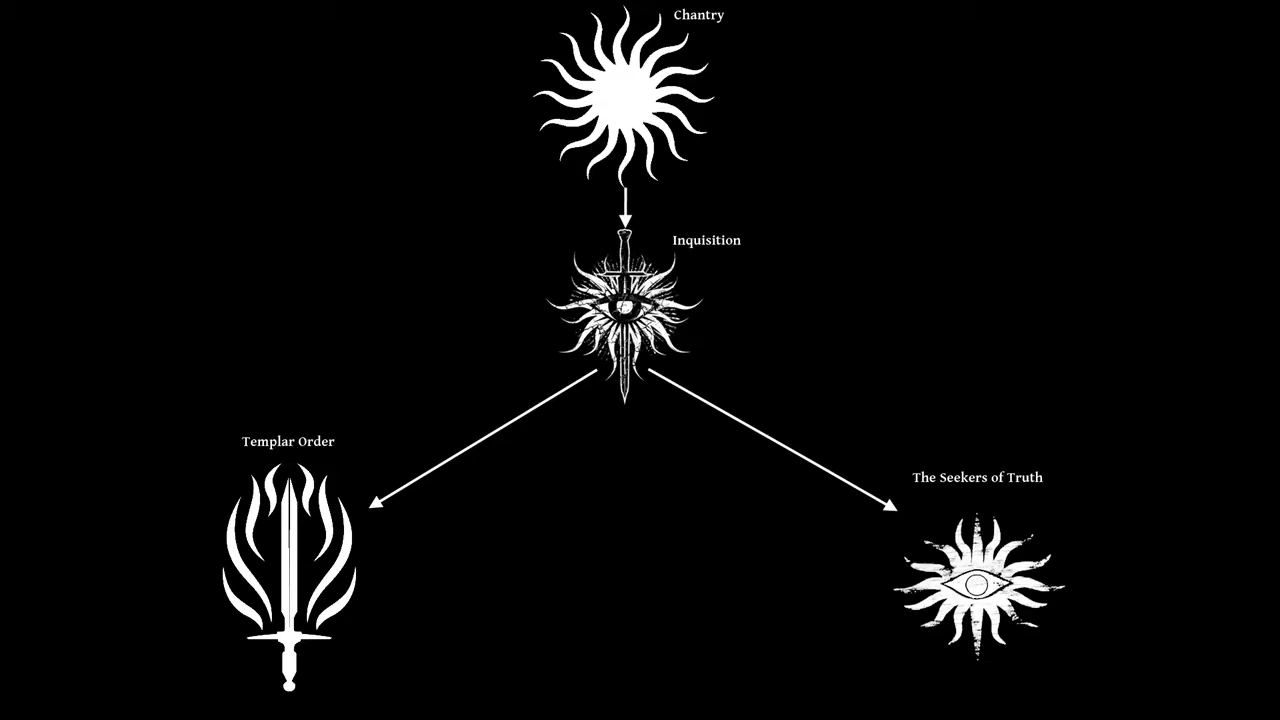 Chantry
Inquisition
Templar Order
The Seekers of Truth